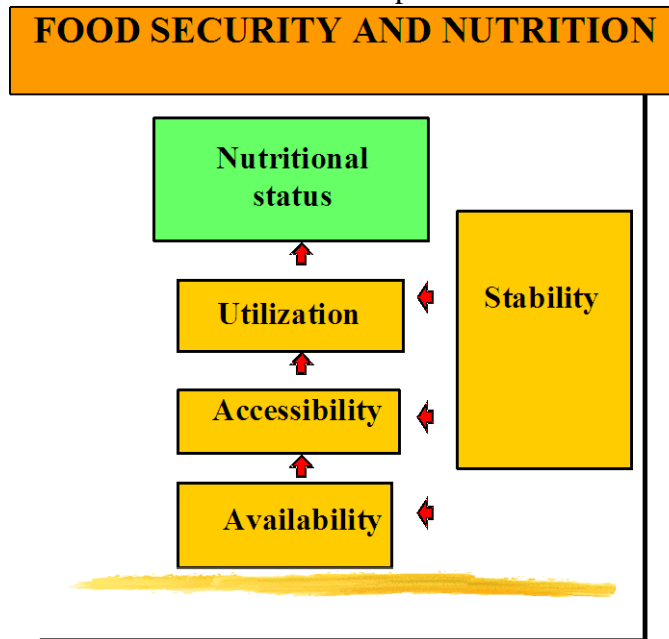 FOOD SECURITY AND NUTRITION
Nutritional
status
Utilization
Stability
Accessibility
Availability